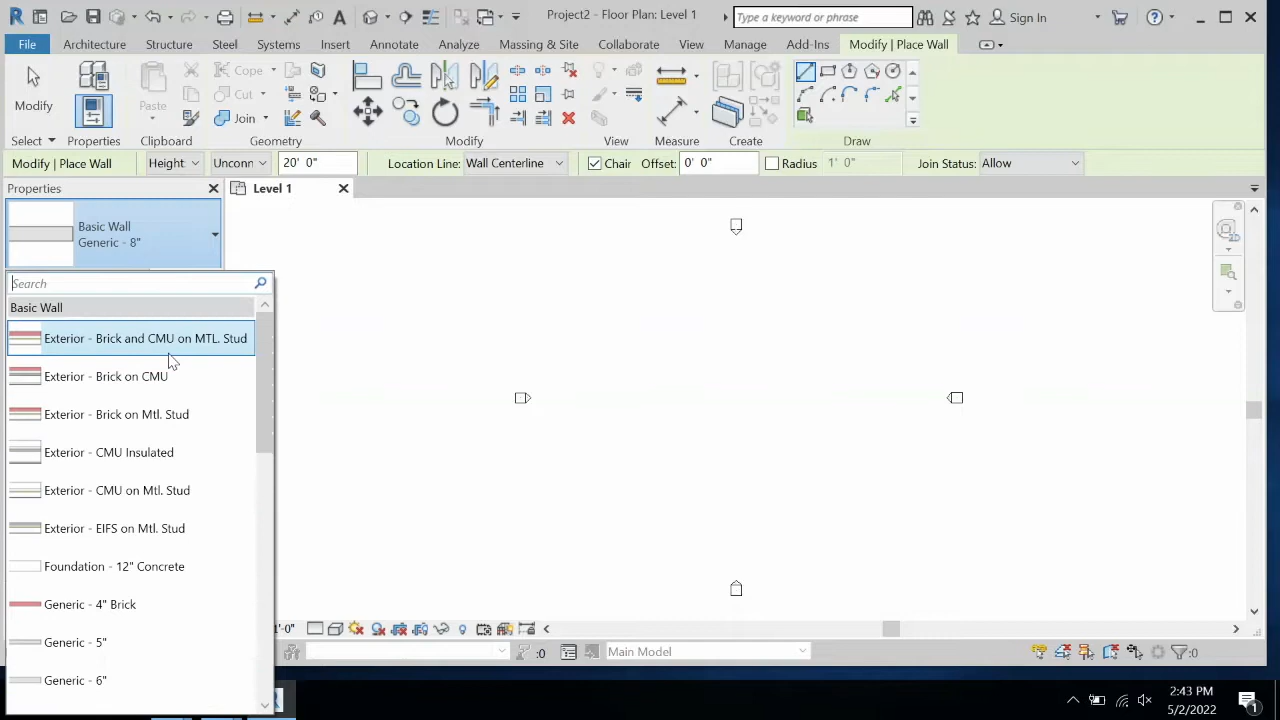 Project2 - Floor Plan: Level 1
Type a keyword or phrase
Sign In
File
Architecture
Structure
Steel
Systems
Insert
Annotate
Analyze
Massing & Site
Collaborate
View
Manage
Add-Ins
Modify | Place Wall
Modify
Paste
Cope
Cut
Join
Select
Properties
Clipboard
Geometry
Modify
View
Measure
Create
Draw
Modify | Place Wall
Height
Unconn
20' 0"
Location Line:
Wall Centerline
Chair
Offset:
0' 0"
Radius
1' 0"
Join Status:
Allow
Properties
Level 1
Basic Wall
Generic - 8"
Search
Basic Wall
Exterior - Brick and CMU on MTL. Stud
Exterior - Brick on CMU
Exterior - Brick on Mtl. Stud
Exterior - CMU Insulated
Exterior - CMU on Mtl. Stud
Exterior - EIFS on Mtl. Stud
Foundation - 12" Concrete
Generic - 4" Brick
Generic - 5"
Generic - 6"
1'-0"
:0
Main Model
:0
2:43 PM
5/2/2022
1